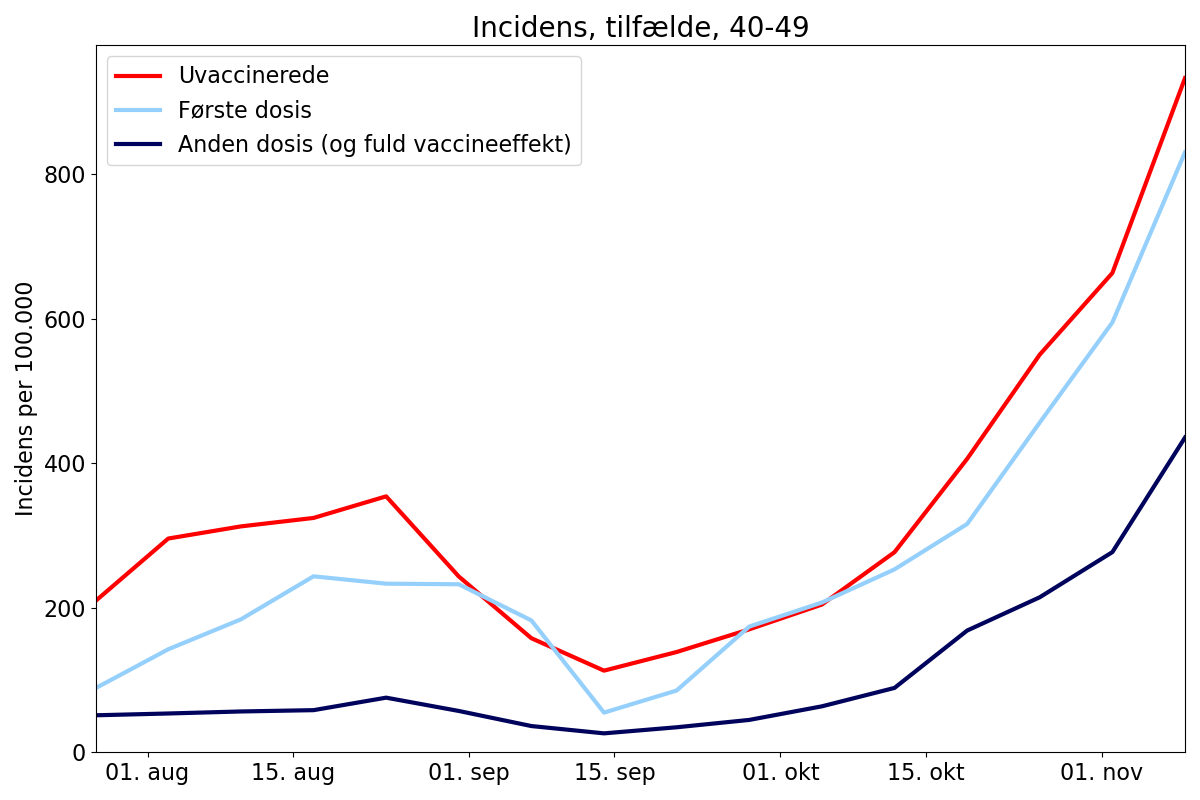 Incidens, tilfælde, 40-49
Uvaccinerede
Første dosis
Anden dosis (og fuld vaccineeffekt)
Incidens per 100.000
800
600
400
200
0
01. aug 15. aug 01. sep 15. sep 01. okt 15. okt 01. nov